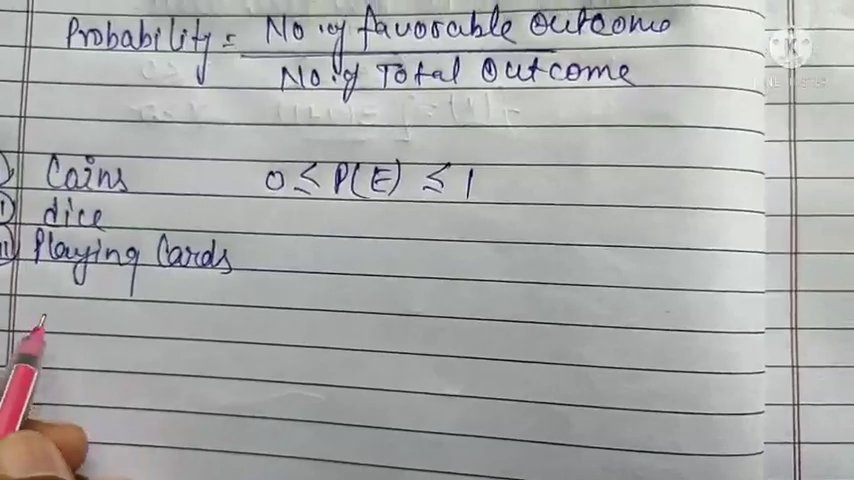 Probability = No. of favorable Outcome
No. of Total Outcome
Coins 0 ≤ P(E) ≤ 1
dice
Playing Cards